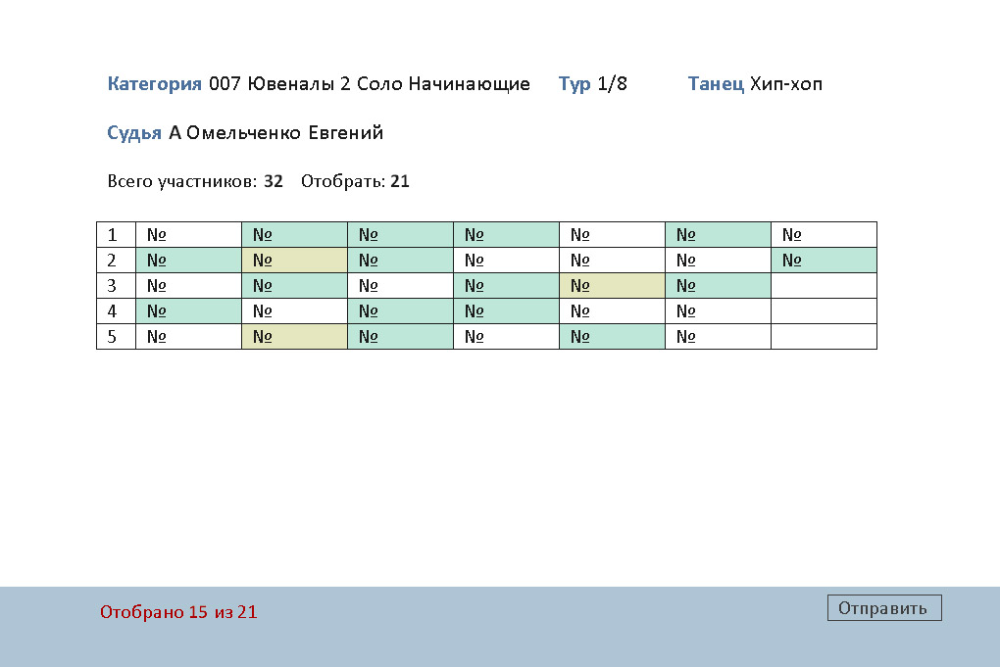 Категория 007 Ювеналы 2 Соло Начинающие Тур 1/8 Танец Хип-хоп
Судья А Омельченко Евгений
Всего участников: 32 Отобрать: 21
1 № № № № № № №
2 № № № № № № №
3 № № № № № №
4 № № № № № №
5 № № № № № №
Отобрано 15 из 21 Отправить